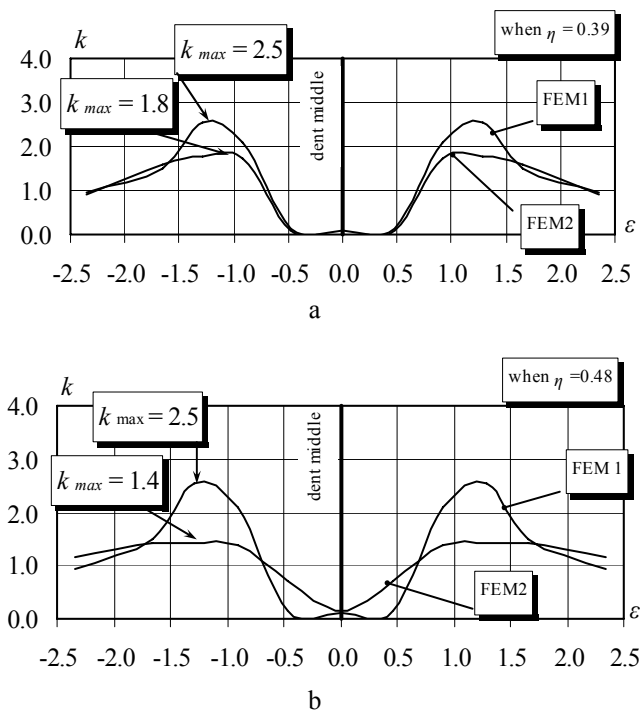 k
k max = 2.5
when η = 0.39
4.0
k max = 1.8
FEM1
3.0
dent middle
2.0
1.0
FEM2
0.0
ε
-2.5 -2.0 -1.5 -1.0 -0.5 0.0 0.5 1.0 1.5 2.0 2.5
a
k
when η =0.48
4.0
k max = 2.5
dent middle
3.0
k max = 1.4
FEM 1
2.0
1.0
FEM2
0.0
ε
-2.5 -2.0 -1.5 -1.0 -0.5 0.0 0.5 1.0 1.5 2.0 2.5
b